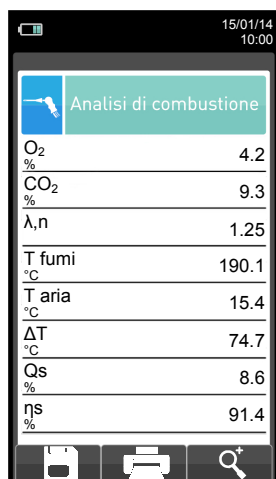 15/01/14
10:00
Analisi di combustione
O₂
%
4.2
CO₂
%
9.3
λ,n
1.25
T fumi
°C
190.1
T aria
°C
15.4
ΔT
°C
74.7
Qs
%
8.6
ηs
%
91.4